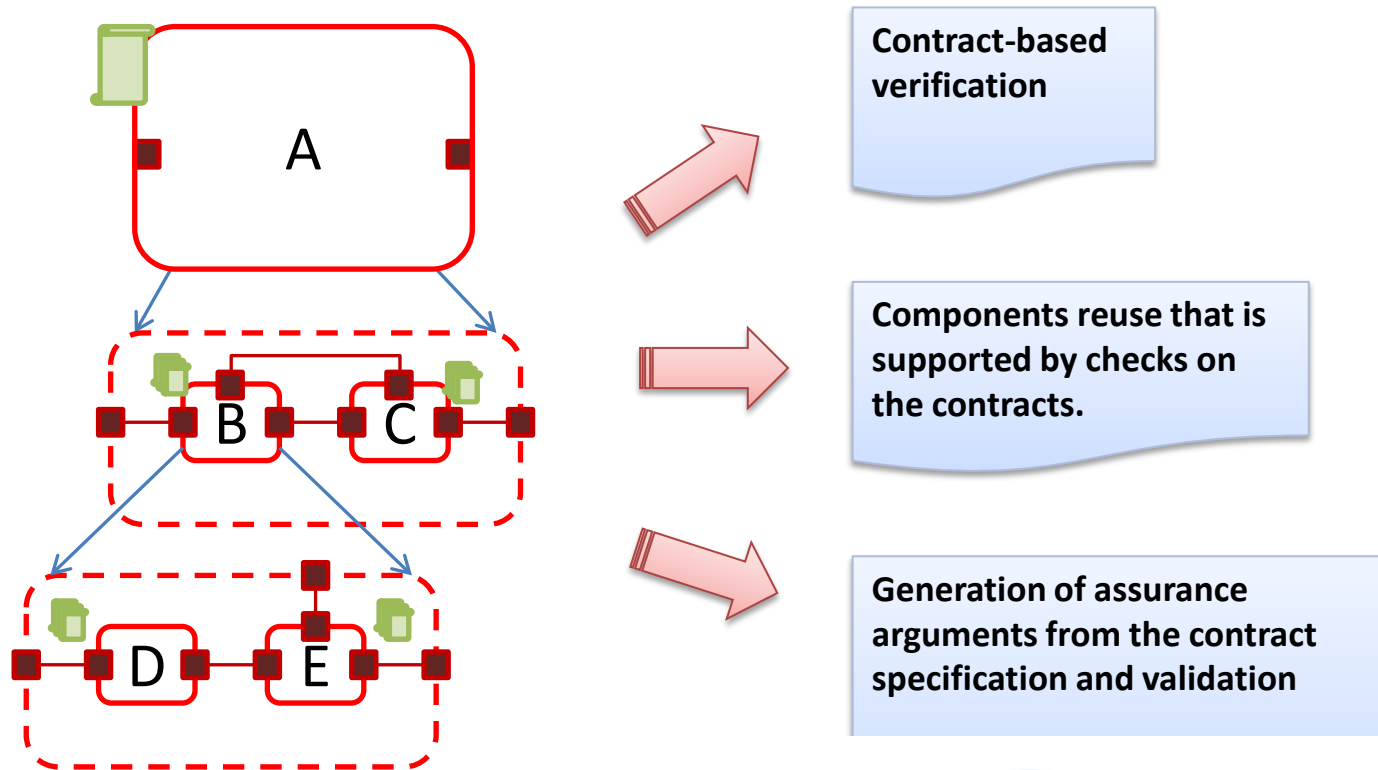 A
B
C
D
E
Contract-based
verification
Components reuse that is
supported by checks on
the contracts.
Generation of assurance
arguments from the contract
specification and validation